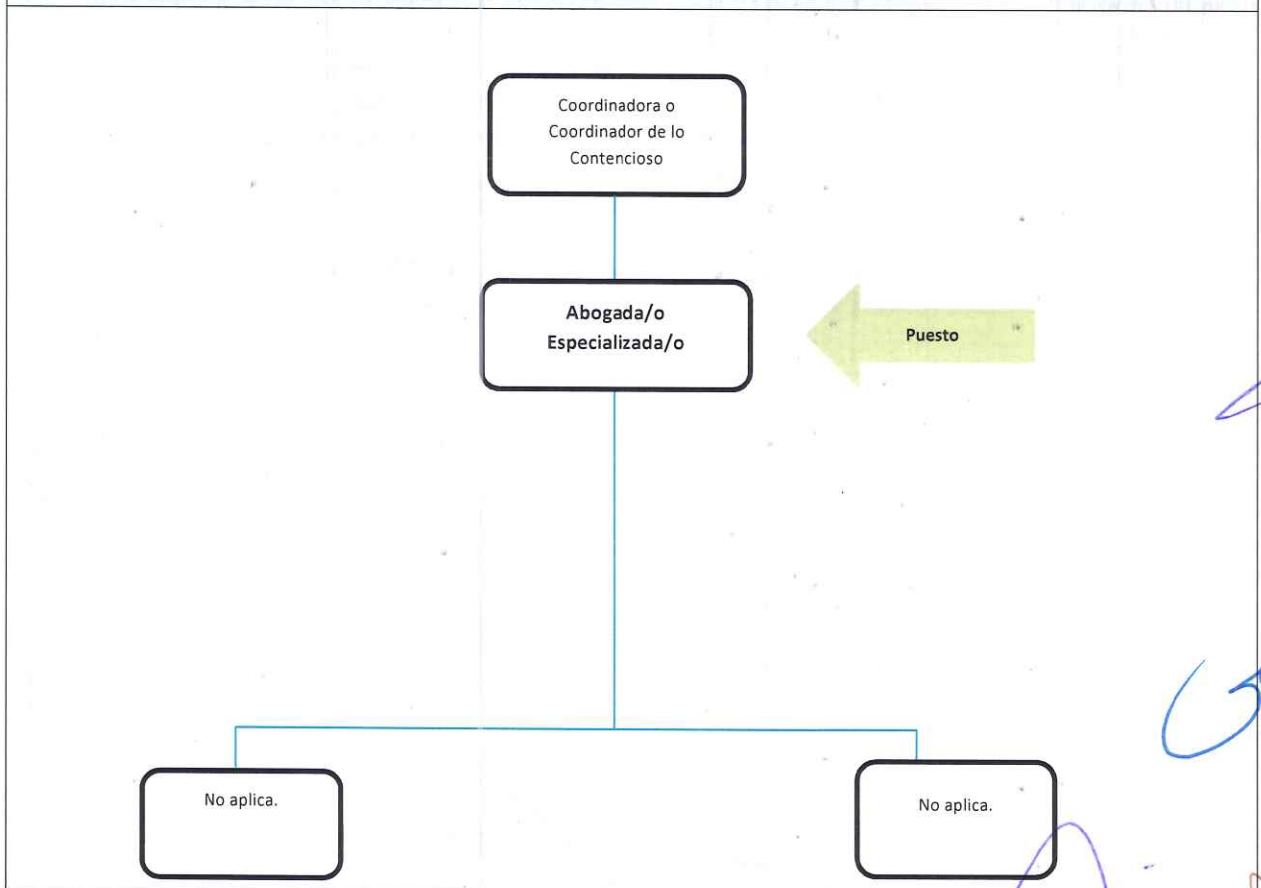 Coordinadora o
Coordinador de lo
Contencioso
Abogada/o
Especializada/o
Puesto
No aplica.
No aplica.